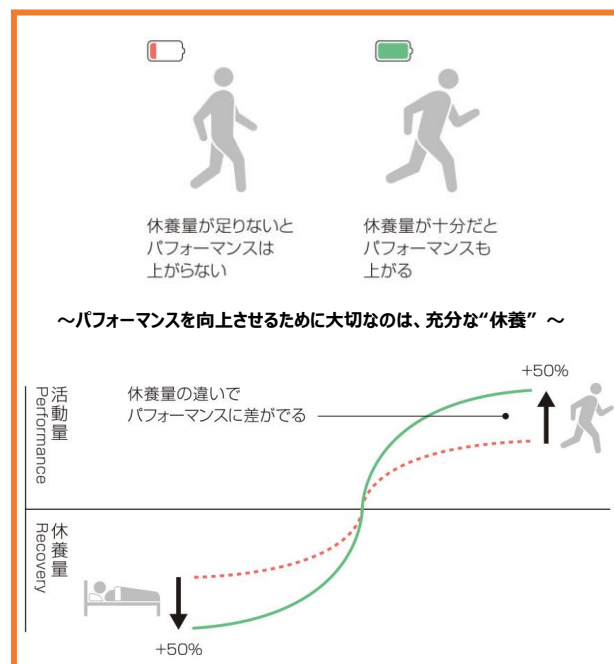 休養量が足りないと
パフォーマンスは
上がらない
休養量が十分だと
パフォーマンスも
上がる
～パフォーマンスを向上させるために大切なのは、充分な“休養” ～
+50%
活動量
Performance
休養量の違いで
パフォーマンスに差がでる
休養量
Recovery
+50%